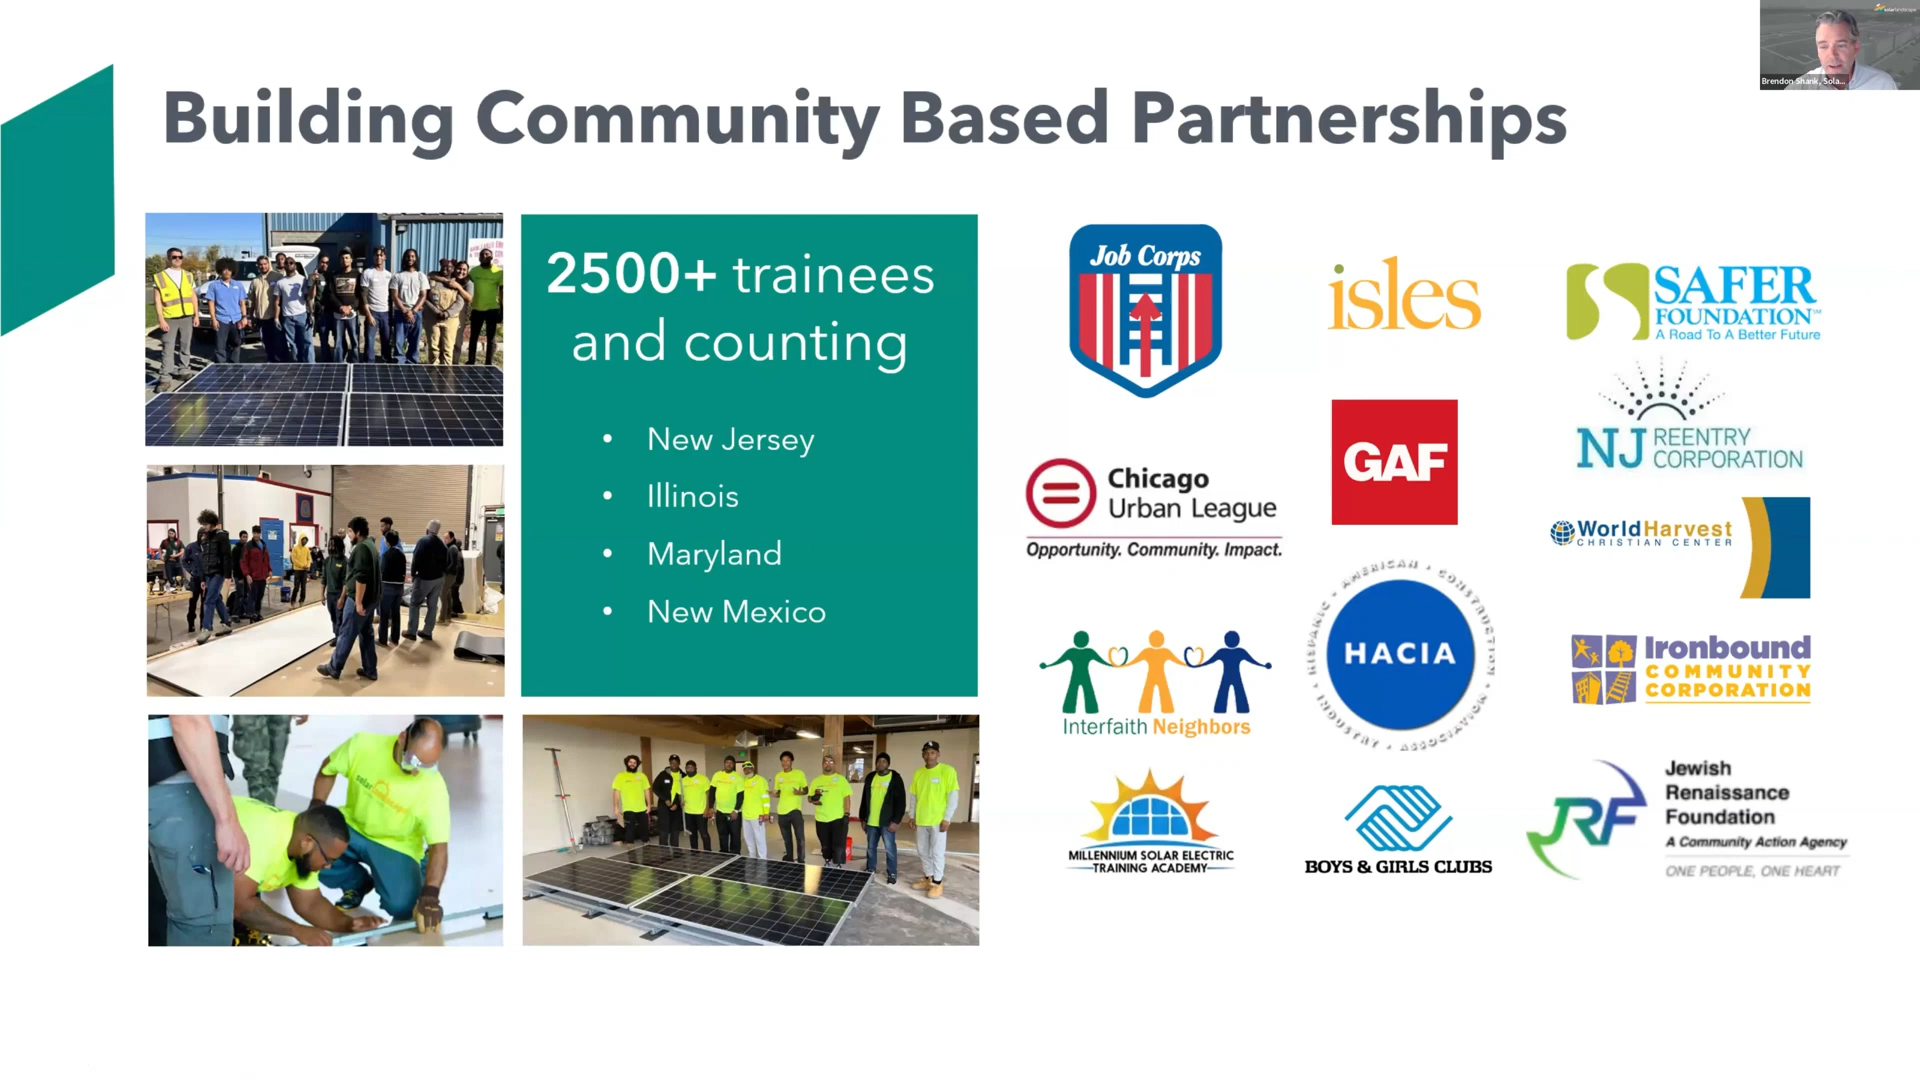 Building Community Based Partnerships
Brendon Shank, Sola...
2500+ trainees
and counting
• New Jersey
• Illinois
• Maryland
• New Mexico
Job Corps
isles
SAFER
FOUNDATION™
A Road To A Better Future
Chicago
Urban League
Opportunity. Community. Impact.
GAF
NJ REENTRY
CORPORATION
WorldHarvest
CHRISTIAN CENTER
Interfaith Neighbors
HISPANIC • AMERICAN • CONSTRUCTION
HACIA
INDUSTRY • ASSOCIATION
Ironbound
COMMUNITY
CORPORATION
MILLENNIUM SOLAR ELECTRIC
TRAINING ACADEMY
BOYS & GIRLS CLUBS
JRF
Jewish
Renaissance
Foundation
A Community Action Agency
ONE PEOPLE, ONE HEART